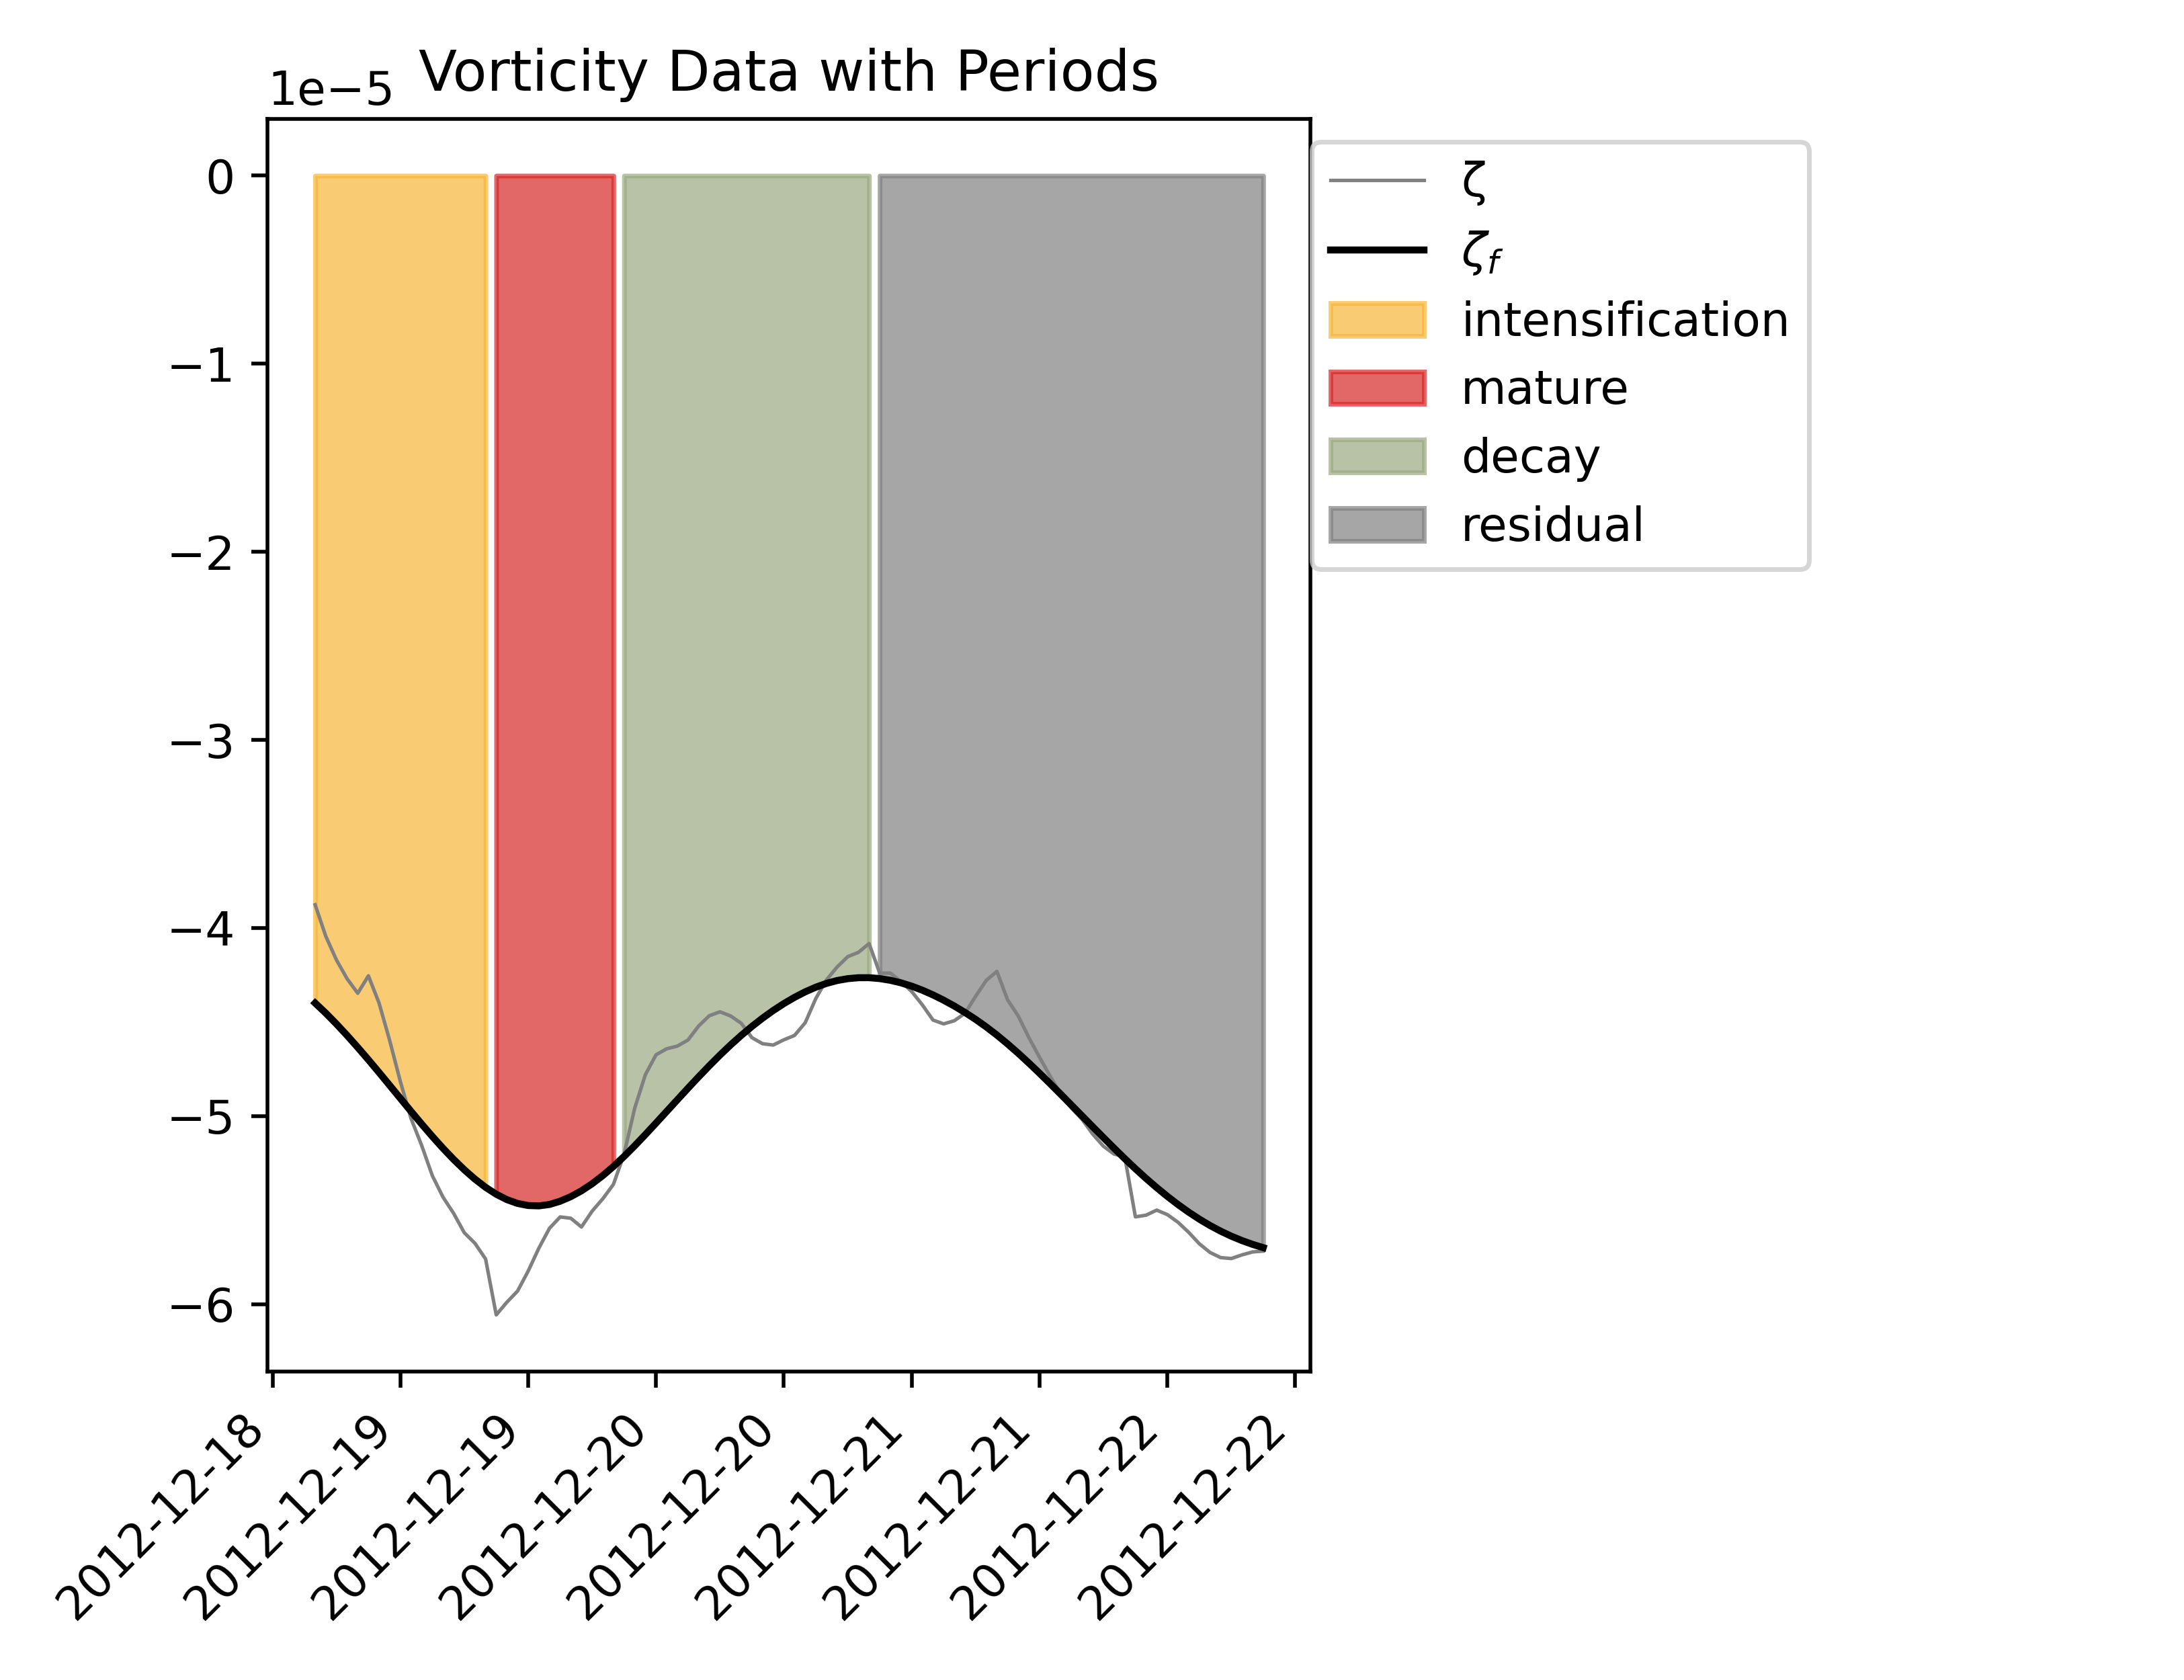 Vorticity Data with Periods
1e−5
0
−1
−2
−3
−4
−5
−6
2012-12-18
2012-12-19
2012-12-19
2012-12-20
2012-12-20
2012-12-21
2012-12-21
2012-12-22
2012-12-22
ζ
ζf
intensification
mature
decay
residual